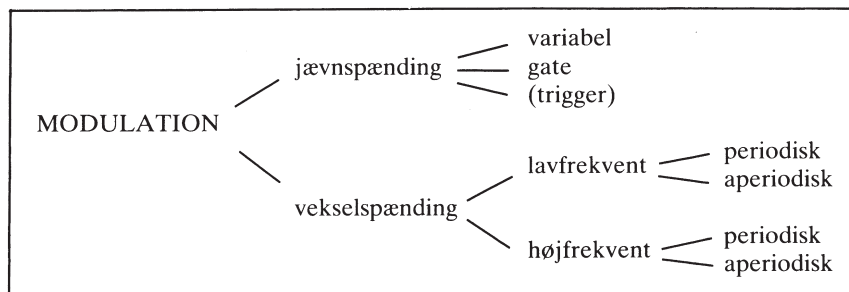 variabel
jævnspænding
gate
(trigger)
MODULATION
periodisk
lavfrekvent
aperiodisk
vekselspænding
periodisk
højfrekvent
aperiodisk